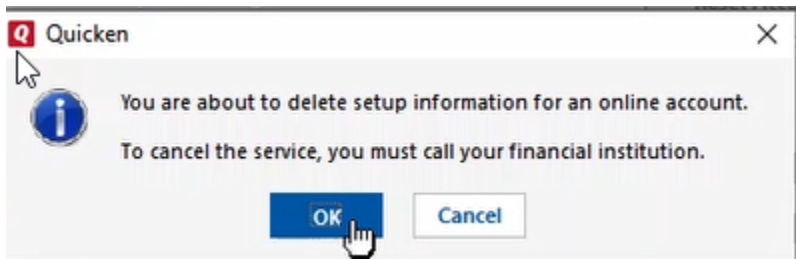 Quicken
You are about to delete setup information for an online account.
To cancel the service, you must call your financial institution.
OK
Cancel